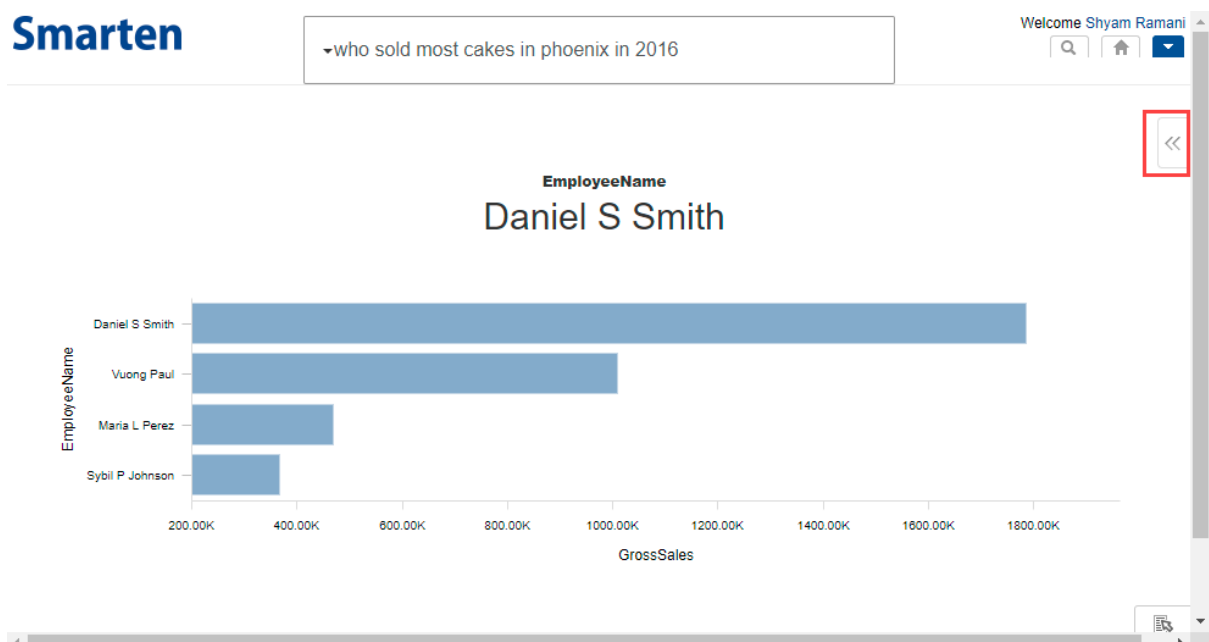 Smarten
who sold most cakes in phoenix in 2016
Welcome Shyam Ramani
EmployeeName
Daniel S Smith
Daniel S Smith
Vuong Paul
Maria L Perez
Sybil P Johnson
EmployeeName
200.00K 400.00K 600.00K 800.00K 1000.00K 1200.00K 1400.00K 1600.00K 1800.00K
GrossSales